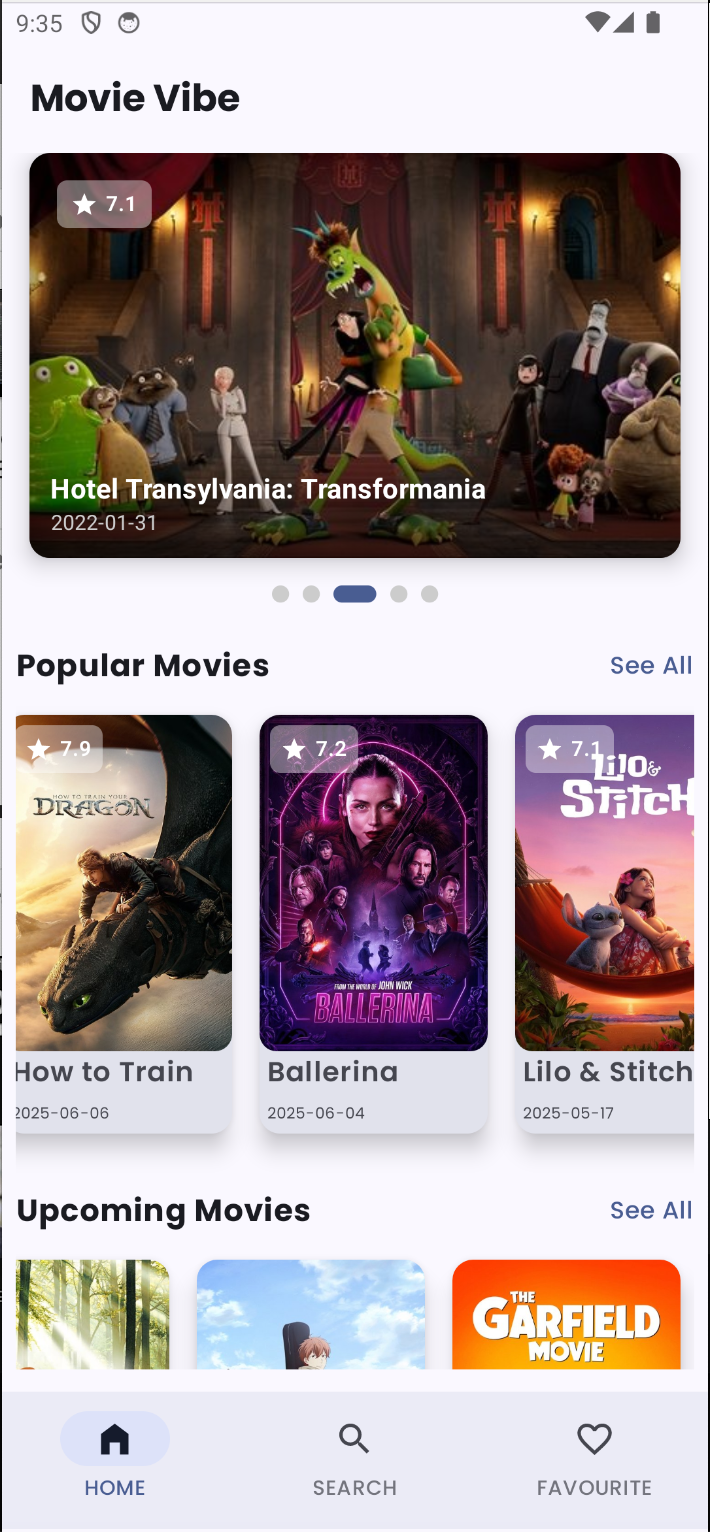 9:35
Movie Vibe
7.1
Hotel Transylvania: Transformania
2022-01-31
Popular Movies
See All
7.9
7.2
7.1
HOW TO TRAIN YOUR
DRAGON
FROM THE WORLD OF JOHN WICK
BALLERINA
Lilo &
Stitch
How to Train
Ballerina
Lilo & Stitch
2025-06-06
2025-06-04
2025-05-17
Upcoming Movies
See All
THE
GARFIELD
MOVIE
HOME
SEARCH
FAVOURITE